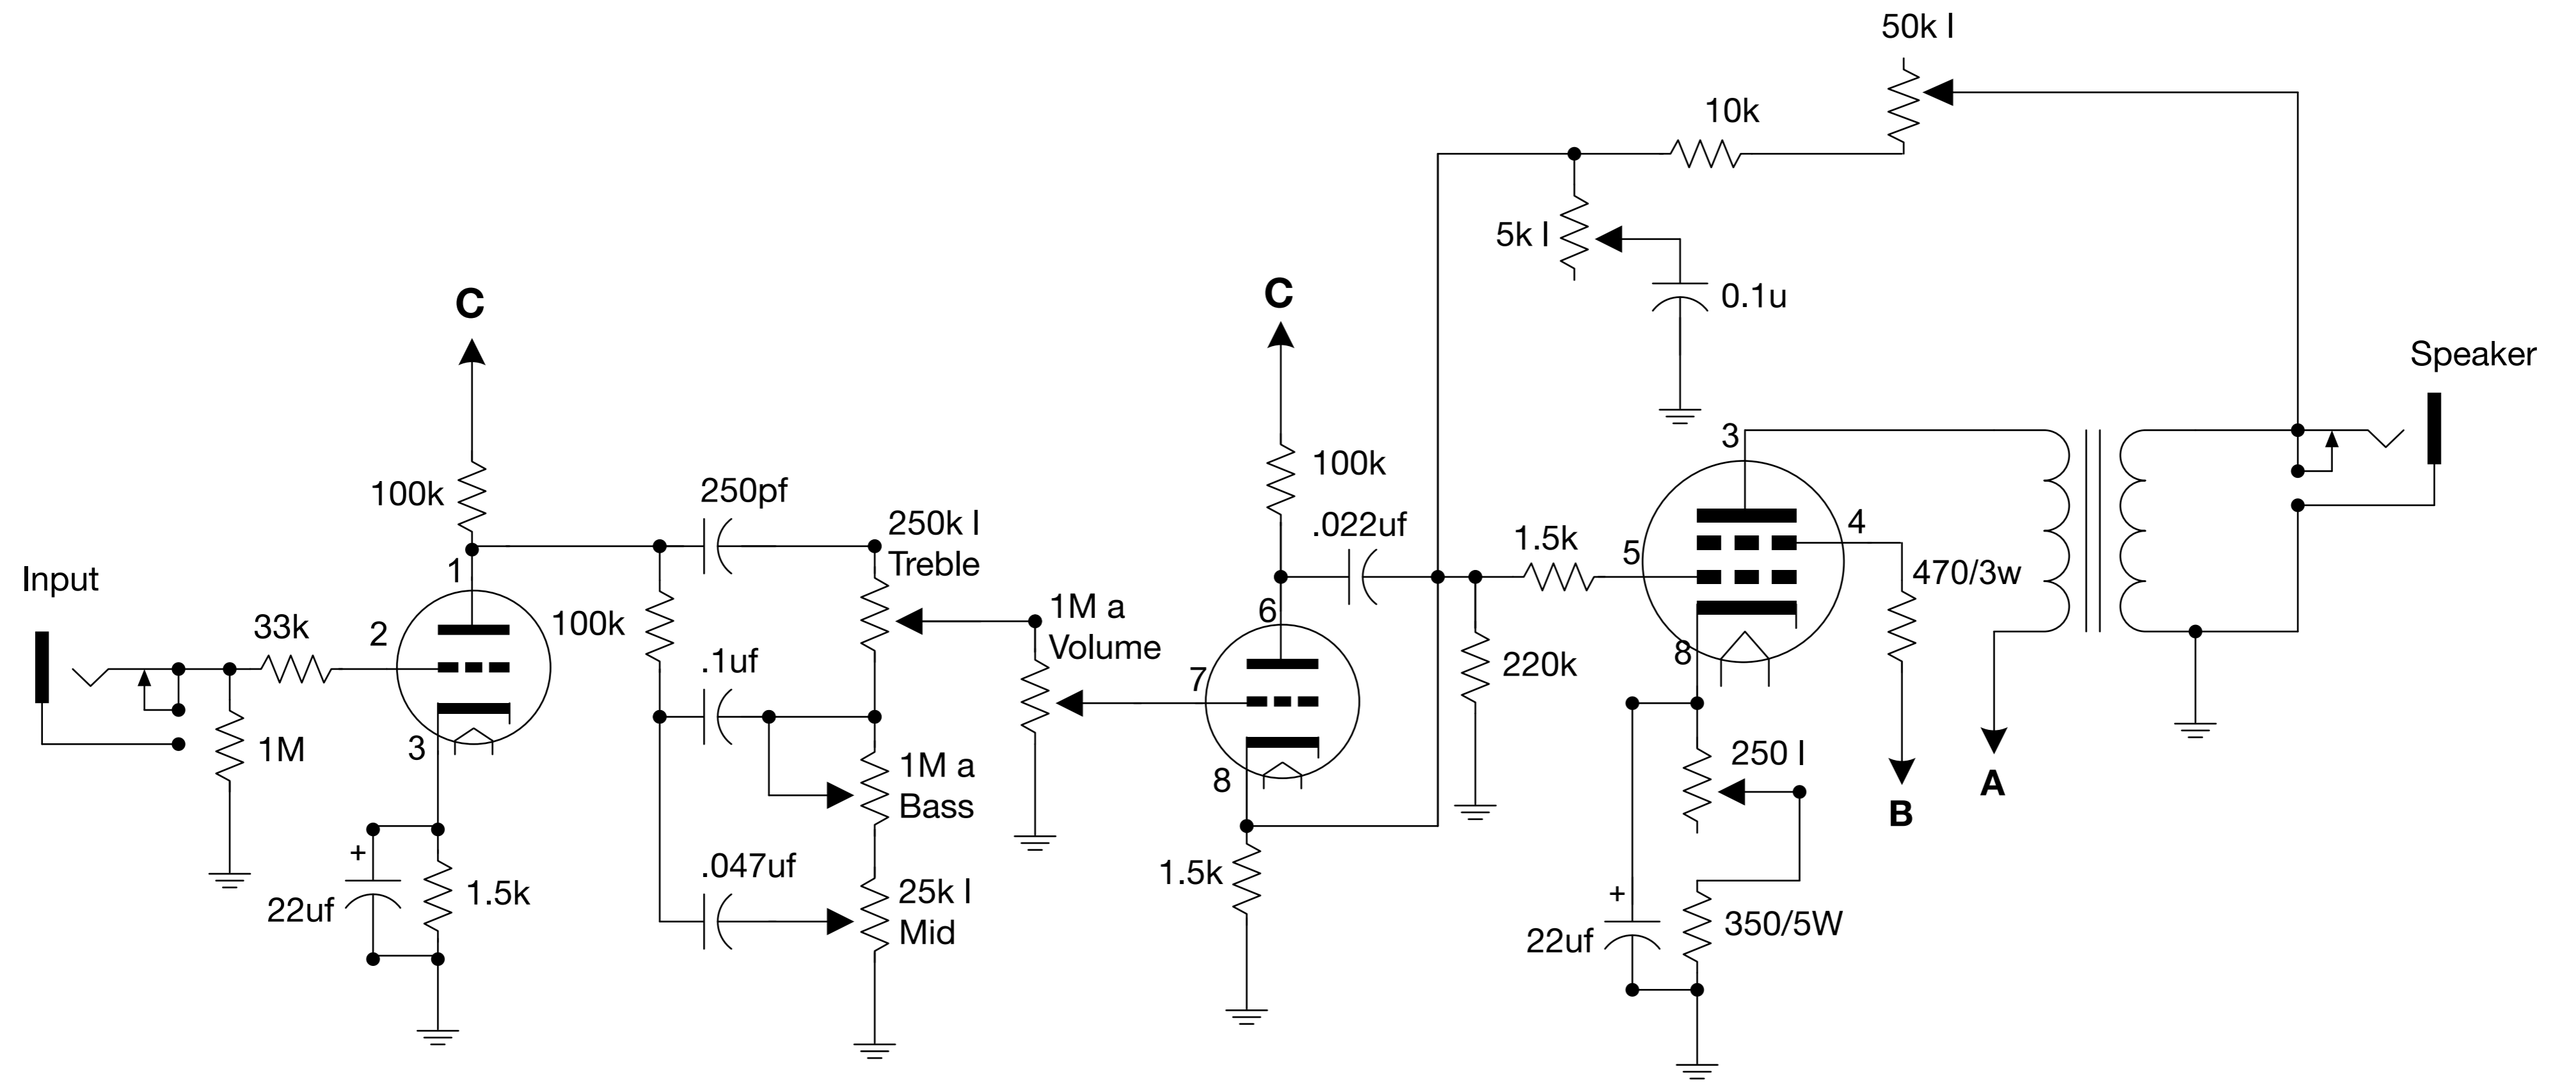 50k l
10k
5k l
0.1u
C
C
Speaker
100k
250pf
250k l
Treble
100k
.022uf
1.5k
3
4
5
470/3w
Input
1
33k
2
100k
1M a
Volume
6
7
220k
8
.1uf
1M
3
1M a
Bass
8
250 l
A
B
+
22uf
1.5k
.047uf
25k l
Mid
1.5k
+
22uf
350/5W